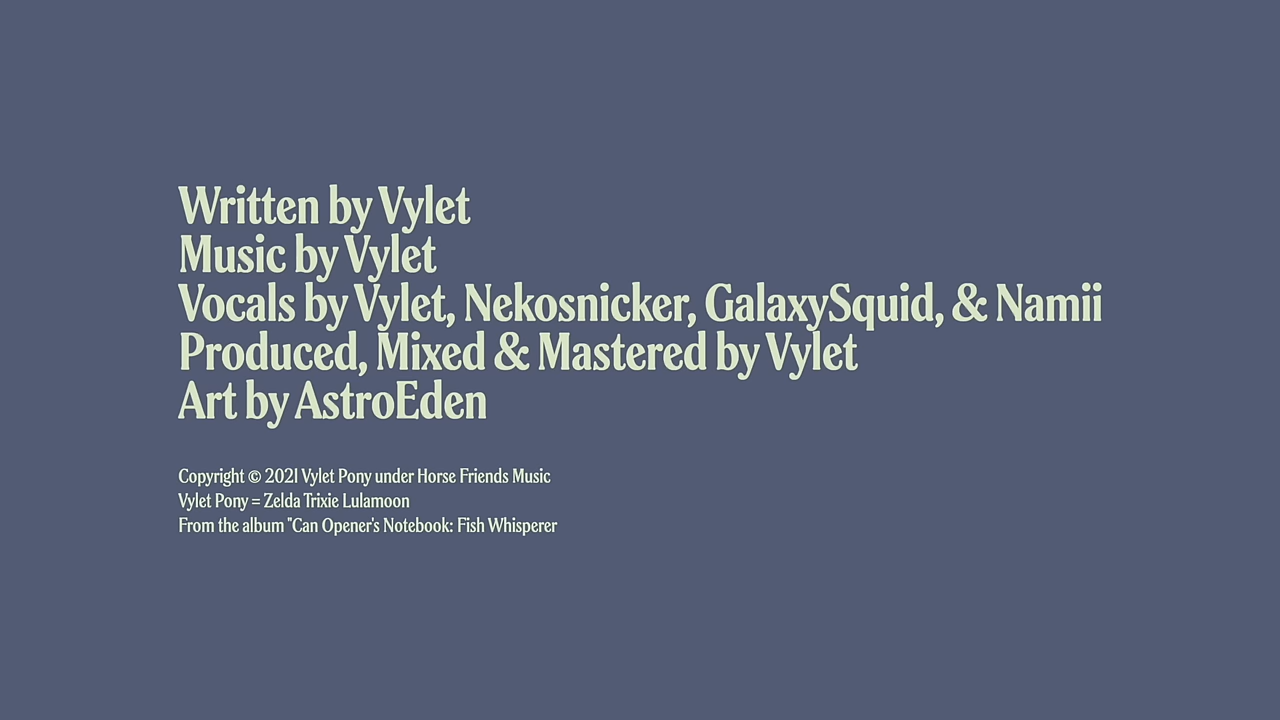 Written by Vylet
Music by Vylet
Vocals by Vylet, Nekosnicker, GalaxySquid, & Namii
Produced, Mixed & Mastered by Vylet
Art by AstroEden
Copyright © 2021 Vylet Pony under Horse Friends Music
Vylet Pony = Zelda Trixie Lulamoon
From the album "Can Opener's Notebook: Fish Whisperer